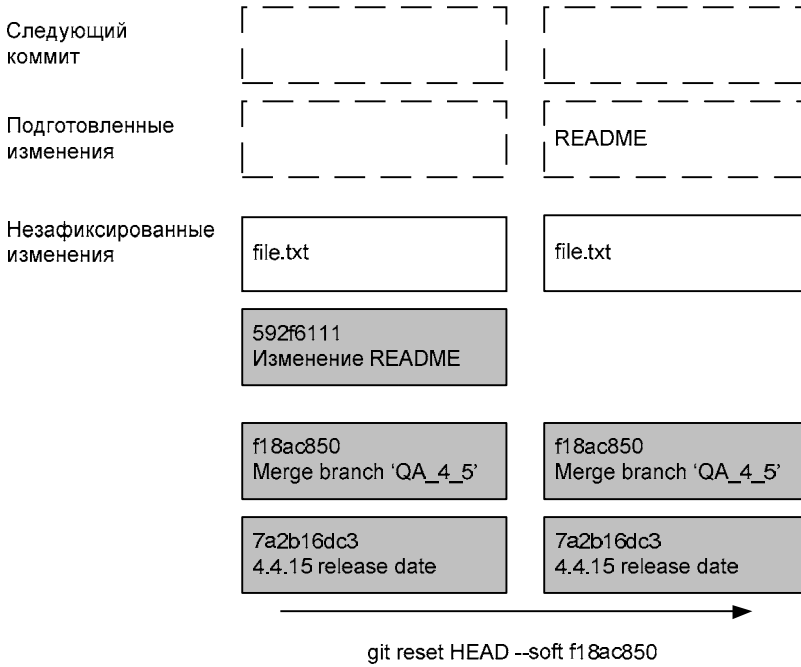 Следующий
коммит
Подготовленные
изменения
README
Незафиксированные
изменения
file.txt
file.txt
592f6111
Изменение README
f18ac850
Merge branch ‘QA_4_5’
f18ac850
Merge branch ‘QA_4_5’
7a2b16dc3
4.4.15 release date
7a2b16dc3
4.4.15 release date
git reset HEAD --soft f18ac850